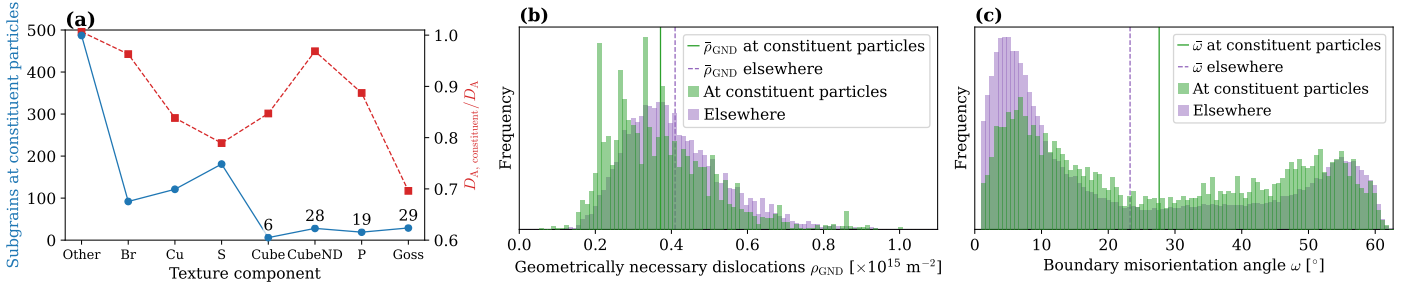 (a)
Subgrains at constituent particles
500
400
300
200
100
0
6
28
19
29
1.0
0.9
0.8
0.7
0.6
D_A, constituent/D_A
Other Br Cu S Cube CubeND P Goss
Texture component
(b)
Frequency
ρ̄_GND at constituent particles
ρ̄_GND elsewhere
At constituent particles
Elsewhere
0.0 0.2 0.4 0.6 0.8 1.0
Geometrically necessary dislocations ρ_GND [×10¹⁵ m⁻²]
(c)
Frequency
ω̄ at constituent particles
ω̄ elsewhere
At constituent particles
Elsewhere
0 10 20 30 40 50 60
Boundary misorientation angle ω [°]